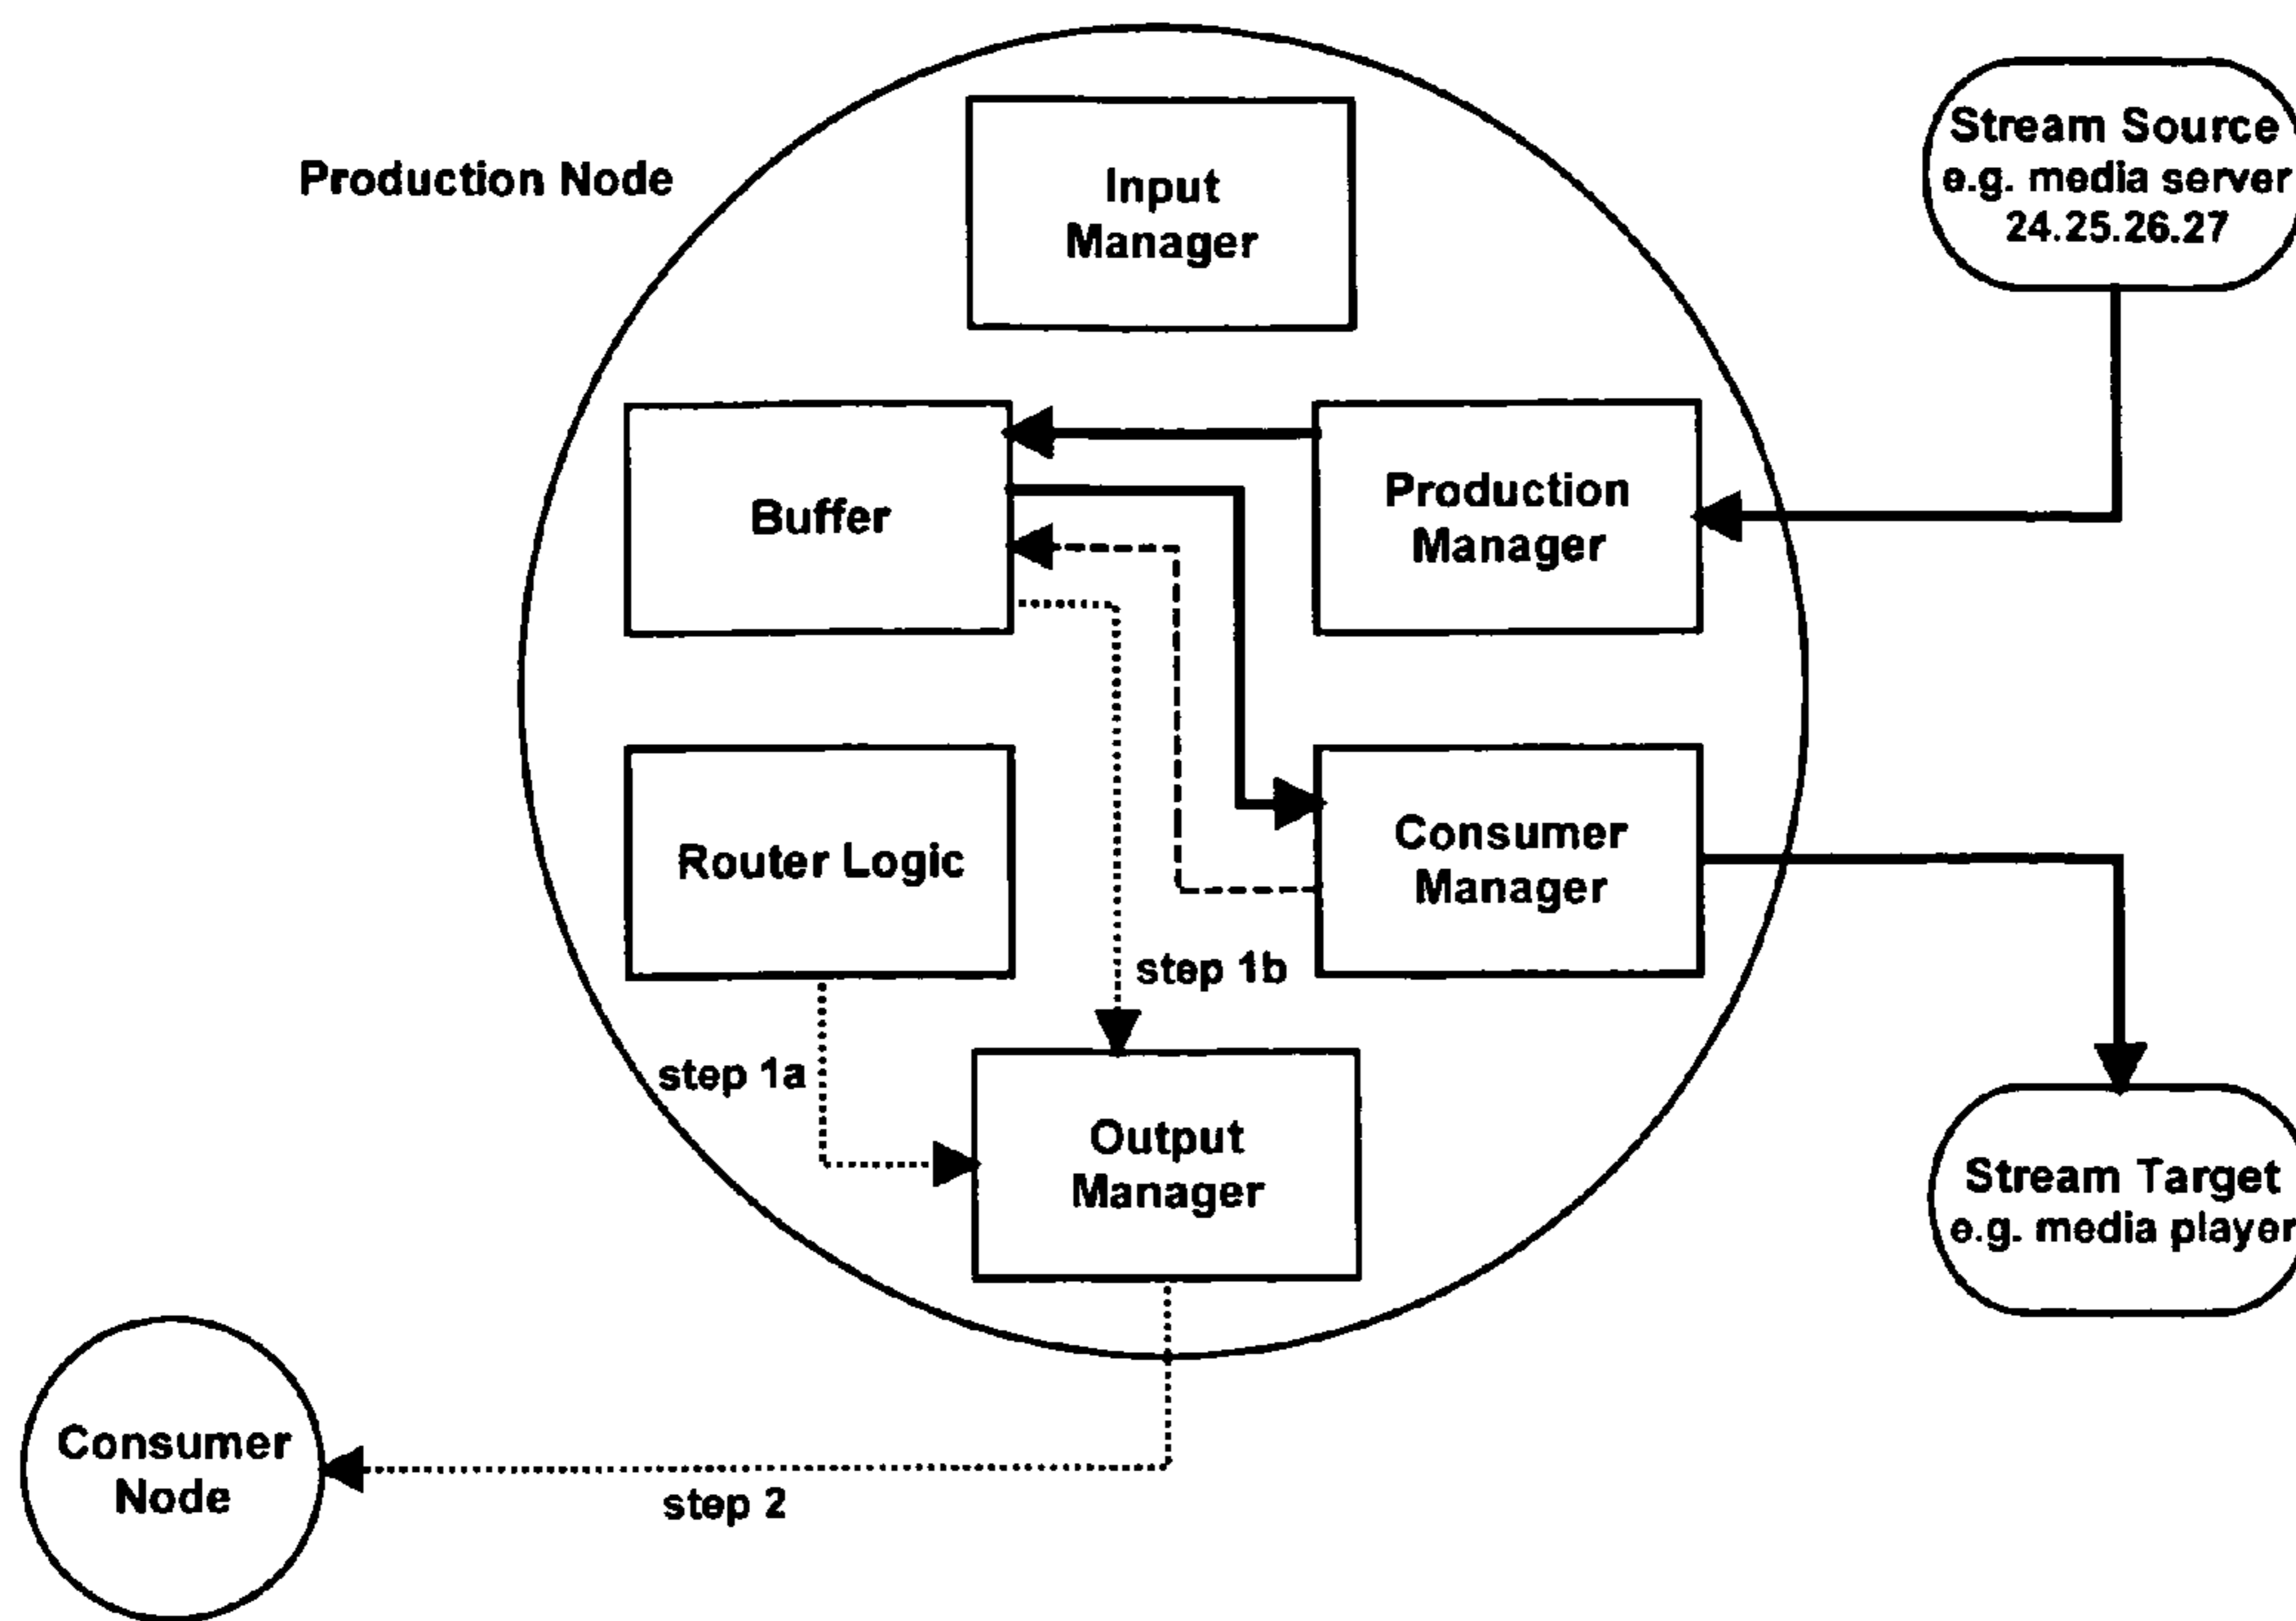 Production Node
Input
Manager
Stream Source
e.g. media server
24.25.26.27
Buffer
Production
Manager
Router Logic
Consumer
Manager
step 1b
step 1a
Output
Manager
Stream Target
e.g. media player
Consumer
Node
step 2